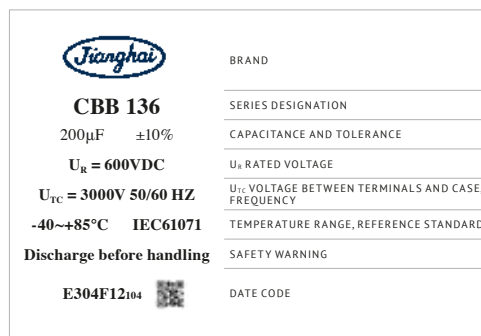 Jianghai
BRAND
CBB 136
SERIES DESIGNATION
200µF ±10%
CAPACITANCE AND TOLERANCE
UR = 600VDC
UR RATED VOLTAGE
UTC = 3000V 50/60 HZ
UTC VOLTAGE BETWEEN TERMINALS AND CASE,
FREQUENCY
-40~+85°C IEC61071
TEMPERATURE RANGE, REFERENCE STANDARD
Discharge before handling
SAFETY WARNING
E304F12104
DATE CODE